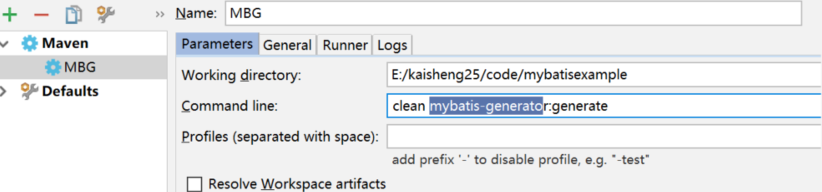 Name: MBG
Maven
MBG
Defaults
Parameters General Runner Logs
Working directory: E:/kaisheng25/code/mybatisexample
Command line: clean mybatis-generator:generate
Profiles (separated with space):
add prefix '-' to disable profile, e.g. "-test"
Resolve Workspace artifacts